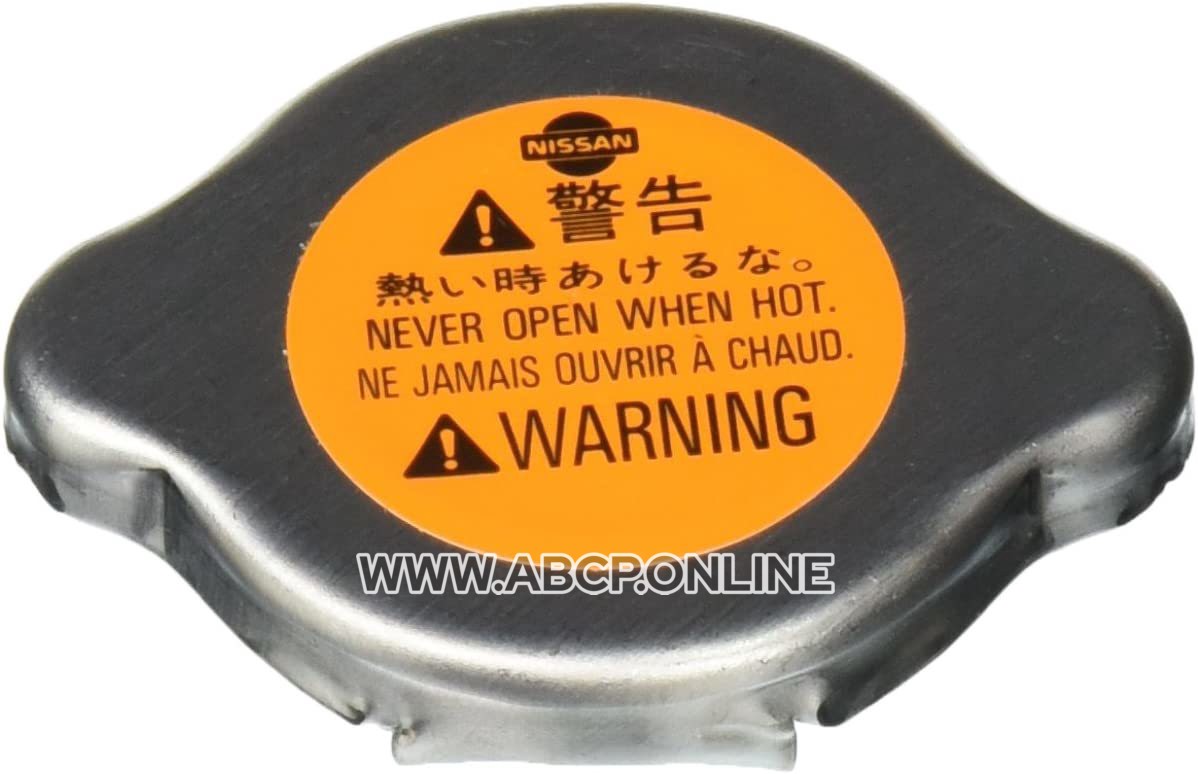 NISSAN
警告
熱い時あけるな。
NEVER OPEN WHEN HOT.
NE JAMAIS OUVRIR À CHAUD.
WARNING
WWW.ABCP.ONLINE